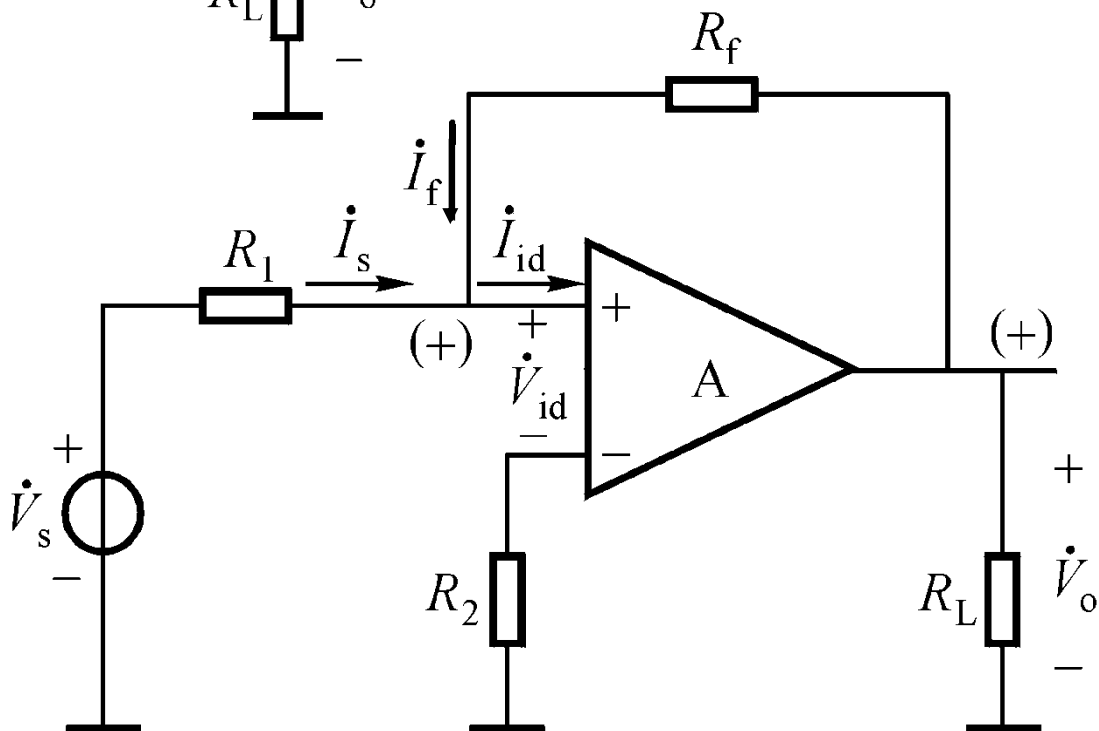 R_L
o
−
R_f
İ_f
R_1
İ_s
İ_id
(+)
+
V̇_id
−
+
−
A
(+)
+
V̇_s
−
R_2
R_L
+
V̇_o
−